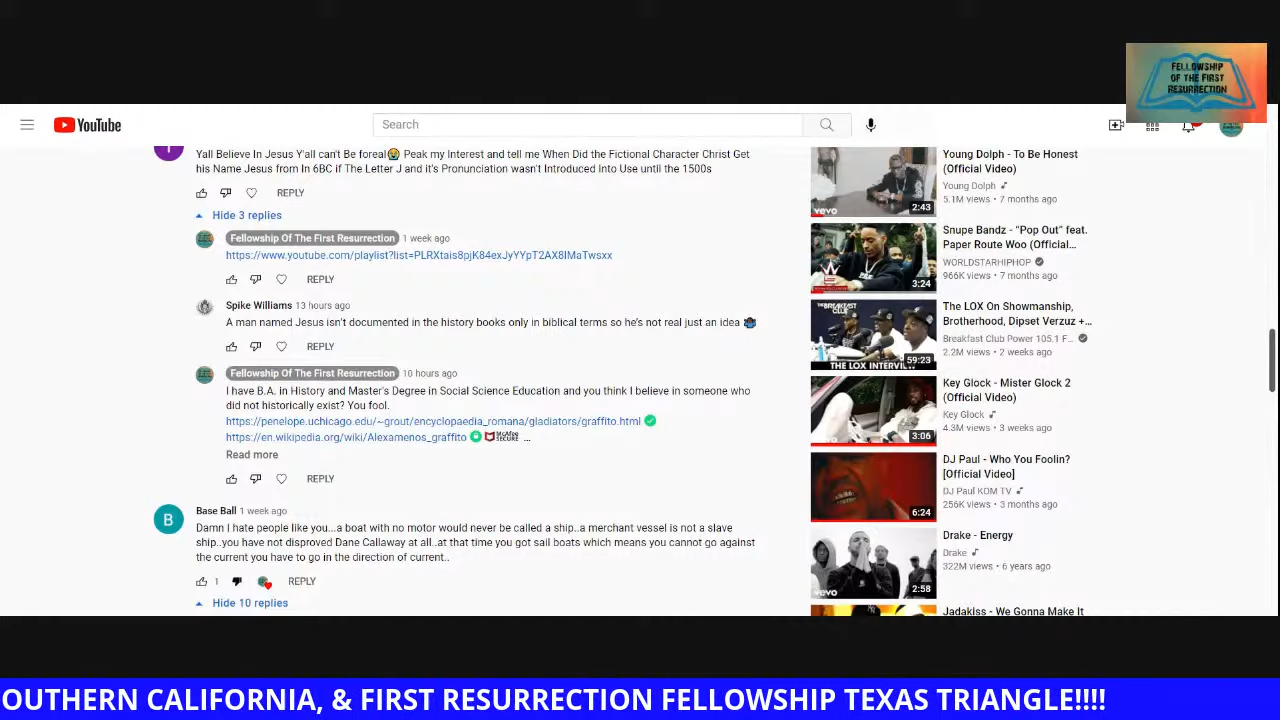 FELLOWSHIP
OF THE FIRST
RESURRECTION
YouTube
Search
Yall Believe In Jesus Y'all can't Be foreal😭 Peak my Interest and tell me When Did the Fictional Character Christ Get
his Name Jesus from In 6BC if The Letter J and it's Pronunciation wasn't Introduced Into Use until the 1500s
REPLY
Hide 3 replies
Fellowship Of The First Resurrection 1 week ago
https://www.youtube.com/playlist?list=PLRXtais8pjK84exJyYYpT2AX8IMaTwsxx
REPLY
Spike Williams 13 hours ago
A man named Jesus isn't documented in the history books only in biblical terms so he's not real just an idea
REPLY
Fellowship Of The First Resurrection 10 hours ago
I have B.A. in History and Master's Degree in Social Science Education and you think I believe in someone who
did not historically exist? You fool.
https://penelope.uchicago.edu/~grout/encyclopaedia_romana/gladiators/graffito.html
https://en.wikipedia.org/wiki/Alexamenos_graffito McAfee SECURE ...
Read more
REPLY
B
Base Ball 1 week ago
Damn I hate people like you...a boat with no motor would never be called a ship..a merchant vessel is not a slave
ship..you have not disproved Dane Callaway at all..at that time you got sail boats which means you cannot go against
the current you have to go in the direction of current..
1 REPLY
Hide 10 replies
vevo 2:43
Young Dolph - To Be Honest
(Official Video)
Young Dolph
5.1M views • 7 months ago
3:24
Snupe Bandz - “Pop Out” feat.
Paper Route Woo (Official...
WORLDSTARHIPHOP
966K views • 7 months ago
THE BREAKFAST CLUB
59:23
THE LOX INTERVIEW
The LOX On Showmanship,
Brotherhood, Dipset Verzuz +...
Breakfast Club Power 105.1 F...
2.2M views • 2 weeks ago
3:06
Key Glock - Mister Glock 2
(Official Video)
Key Glock
4.3M views • 3 weeks ago
6:24
DJ Paul - Who You Foolin?
[Official Video]
DJ Paul KOM TV
256K views • 3 months ago
vevo 2:58
Drake - Energy
Drake
322M views • 6 years ago
Jadakiss - We Gonna Make It
OUTHERN CALIFORNIA, & FIRST RESURRECTION FELLOWSHIP TEXAS TRIANGLE!!!!